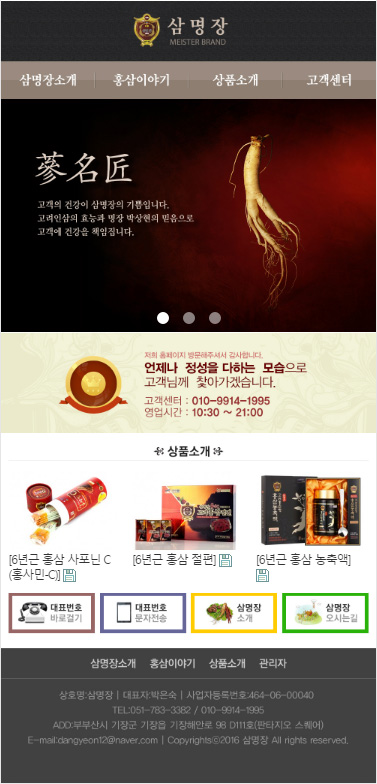 삼명장
MEISTER BRAND
삼명장소개 홍삼이야기 상품소개 고객센터
蔘名匠
고객의 건강이 삼명장의 기쁨입니다.
고려인삼의 효능과 명장 박상현의 믿음으로
고객에 건강을 책임집니다.
저희 홈페이지 방문해주셔서 감사합니다.
언제나 정성을 다하는 모습으로
고객님께 찾아가겠습니다.
고객센터 : 010-9914-1995
영업시간 : 10:30 ~ 21:00
상품소개
[6년근 홍삼 사포닌 C
(홍사민-C)]
[6년근 홍삼 절편]
[6년근 홍삼 농축액]
대표번호
바로걸기
대표번호
문자전송
삼명장
소개
삼명장
오시는길
삼명장소개 홍삼이야기 상품소개 관리자
상호명:삼명장 | 대표자:박은숙 | 사업자등록번호:464-06-00040
TEL:051-783-3382 / 010-9914-1995
ADD:부부산시 기장군 기장읍 기장해안로 98 D111호(판타지오 스퀘어)
E-mail:dangyeon12@naver.com | Copyrights©2016 삼명장 All rights reserved.